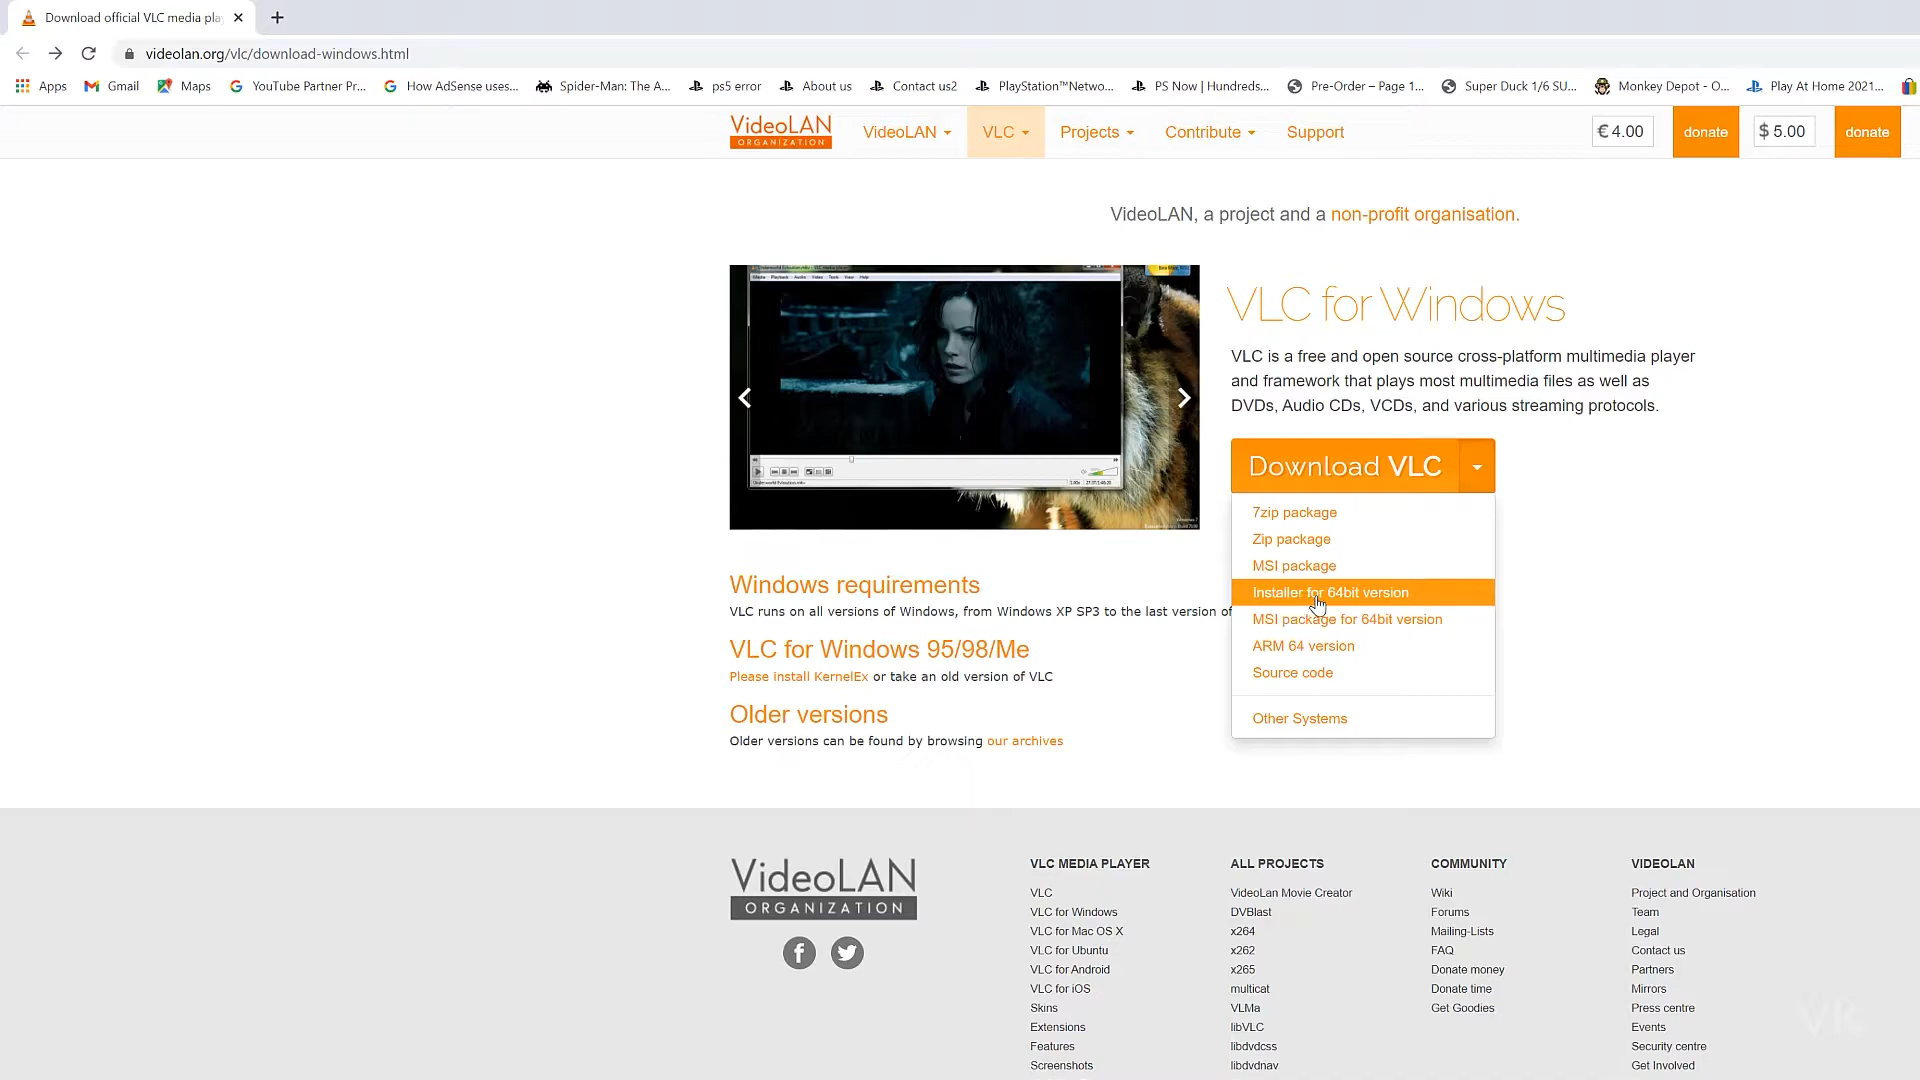 Download official VLC media pla
videolan.org/vlc/download-windows.html
Apps
Gmail
Maps
YouTube Partner Pr...
How AdSense uses...
Spider-Man: The A...
ps5 error
About us
Contact us2
PlayStation™Netwo...
PS Now | Hundreds...
Pre-Order – Page 1...
Super Duck 1/6 SU...
Monkey Depot - O...
Play At Home 2021...
VideoLAN
ORGANIZATION
VideoLAN
VLC
Projects
Contribute
Support
€ 4.00
donate
$ 5.00
donate
VideoLAN, a project and a non-profit organisation.
VLC for Windows
VLC is a free and open source cross-platform multimedia player
and framework that plays most multimedia files as well as
DVDs, Audio CDs, VCDs, and various streaming protocols.
Download VLC
7zip package
Zip package
MSI package
Installer for 64bit version
MSI package for 64bit version
ARM 64 version
Source code
Other Systems
Windows requirements
VLC runs on all versions of Windows, from Windows XP SP3 to the last version of
VLC for Windows 95/98/Me
Please install KernelEx or take an old version of VLC
Older versions
Older versions can be found by browsing our archives
VideoLAN
ORGANIZATION
VLC MEDIA PLAYER
VLC
VLC for Windows
VLC for Mac OS X
VLC for Ubuntu
VLC for Android
VLC for iOS
Skins
Extensions
Features
Screenshots
ALL PROJECTS
VideoLan Movie Creator
DVBlast
x264
x262
x265
multicat
VLMa
libVLC
libdvdcss
libdvdnav
COMMUNITY
Wiki
Forums
Mailing-Lists
FAQ
Donate money
Donate time
Get Goodies
VIDEOLAN
Project and Organisation
Team
Legal
Contact us
Partners
Mirrors
Press centre
Events
Security centre
Get Involved